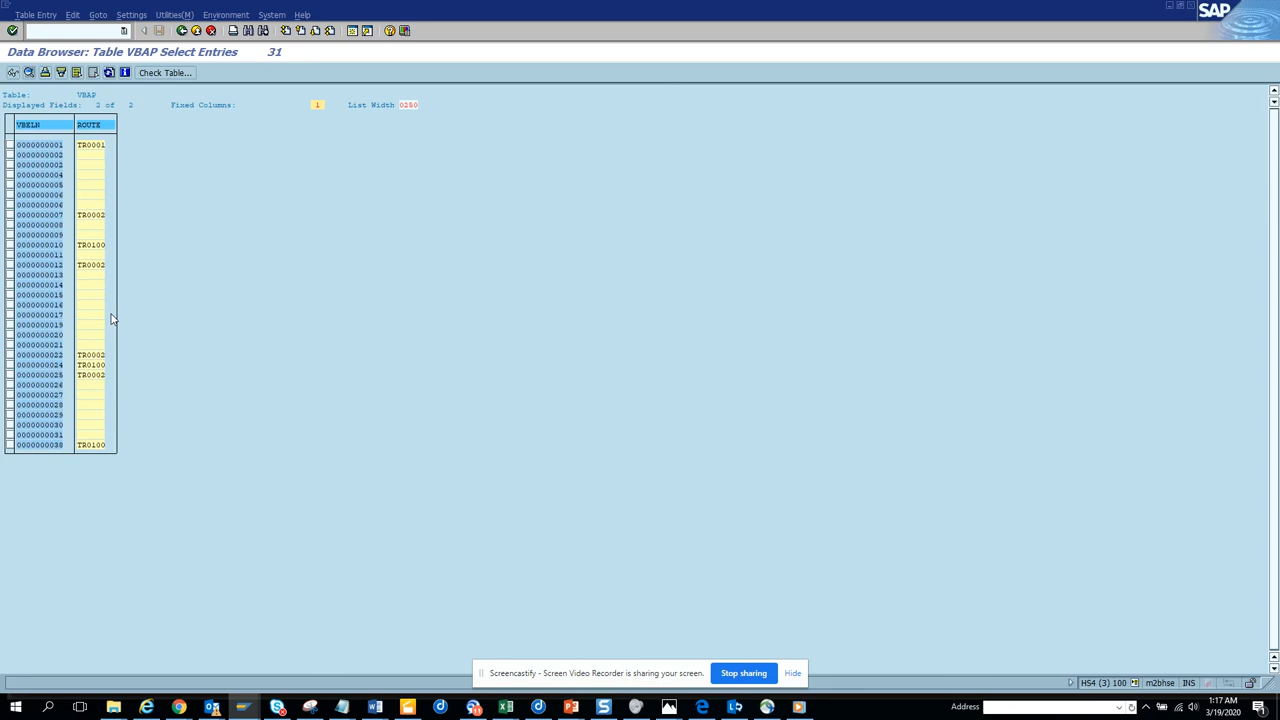 Table Entry Edit Goto Settings Utilities(M) Environment System Help
SAP
Data Browser: Table VBAP Select Entries 31
Check Table...
Table: VBAP
Displayed Fields: 2 of 2 Fixed Columns: 1 List Width 0250
VBELN ROUTE
0000000001 TR0001
0000000002
0000000002
0000000004
0000000005
0000000006
0000000006
0000000007 TR0002
0000000008
0000000009
0000000010 TR0100
0000000011
0000000012 TR0002
0000000013
0000000014
0000000015
0000000016
0000000017
0000000019
0000000020
0000000021
0000000022 TR0002
0000000024 TR0100
0000000025 TR0002
0000000026
0000000027
0000000028
0000000029
0000000030
0000000031
0000000038 TR0100
Screencastify - Screen Video Recorder is sharing your screen. Stop sharing Hide
HS4 (3) 100 m2bhse INS
Address 1:17 AM
3/19/2020